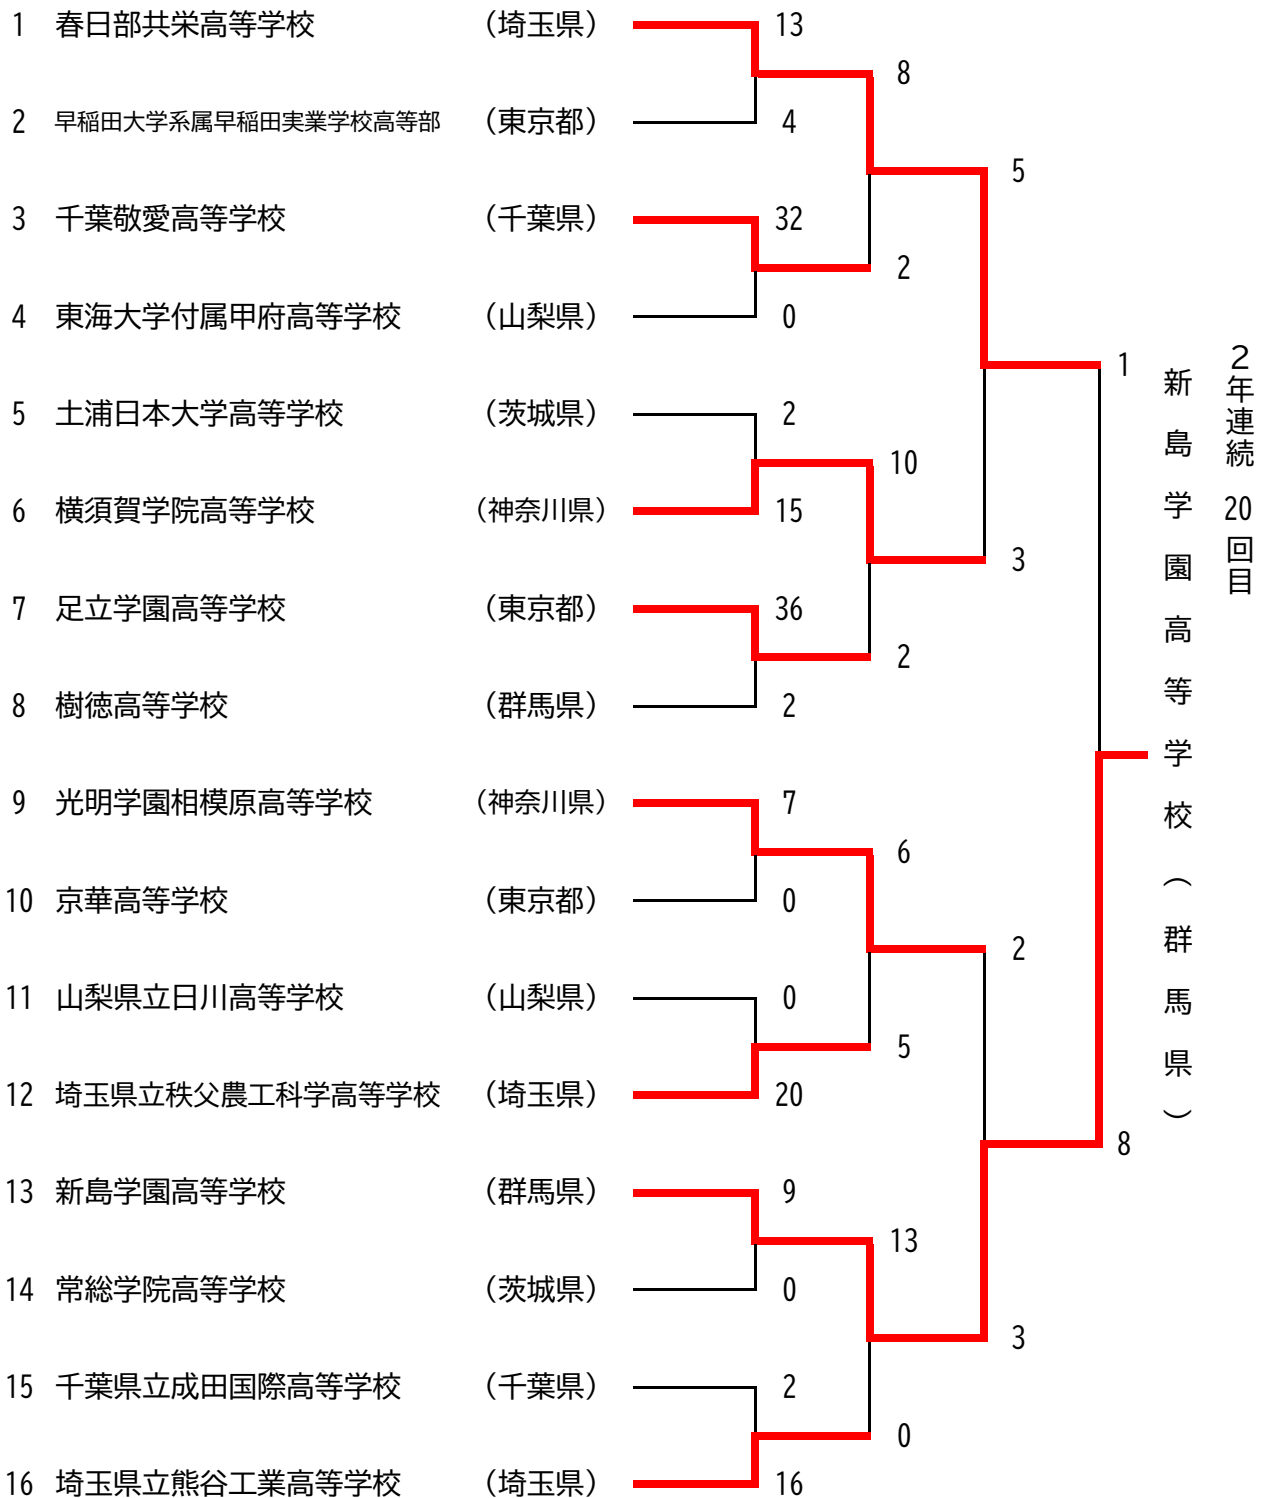 1 春日部共栄高等学校 （埼玉県） 13
8
2 早稲田大学系属早稲田実業学校高等部 （東京都） 4
5
3 千葉敬愛高等学校 （千葉県） 32
2
4 東海大学付属甲府高等学校 （山梨県） 0
1
5 土浦日本大学高等学校 （茨城県） 2
10
6 横須賀学院高等学校 （神奈川県） 15
3
7 足立学園高等学校 （東京都） 36
2
8 樹徳高等学校 （群馬県） 2
9 光明学園相模原高等学校 （神奈川県） 7
6
10 京華高等学校 （東京都） 0
2
11 山梨県立日川高等学校 （山梨県） 0
5
12 埼玉県立秩父農工科学高等学校 （埼玉県） 20
8
13 新島学園高等学校 （群馬県） 9
13
14 常総学院高等学校 （茨城県） 0
3
15 千葉県立成田国際高等学校 （千葉県） 2
0
16 埼玉県立熊谷工業高等学校 （埼玉県） 16
２年連続 20回目
新島学園高等学校（群馬県）